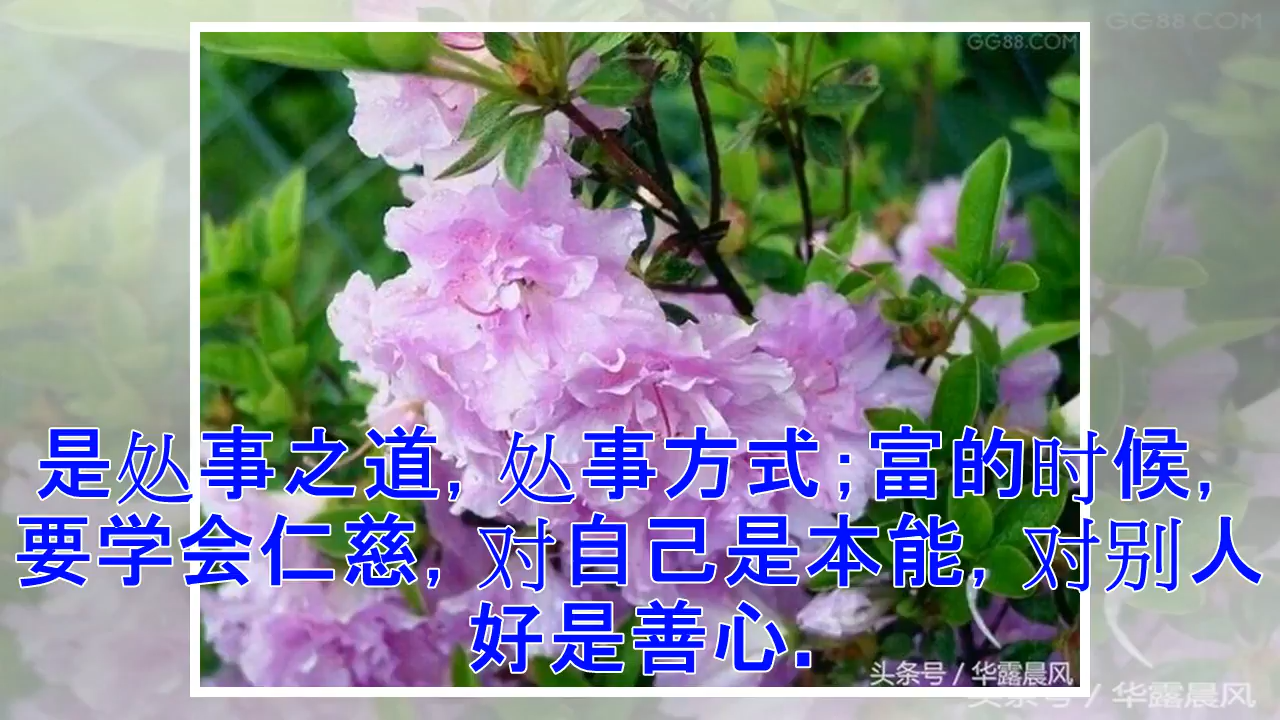 GG88.COM
GG88.COM
是处事之道,处事方式;富的时候,
要学会仁慈,对自己是本能,对别人
好是善心.
头条号 / 华露晨风
头条号 / 华露晨风